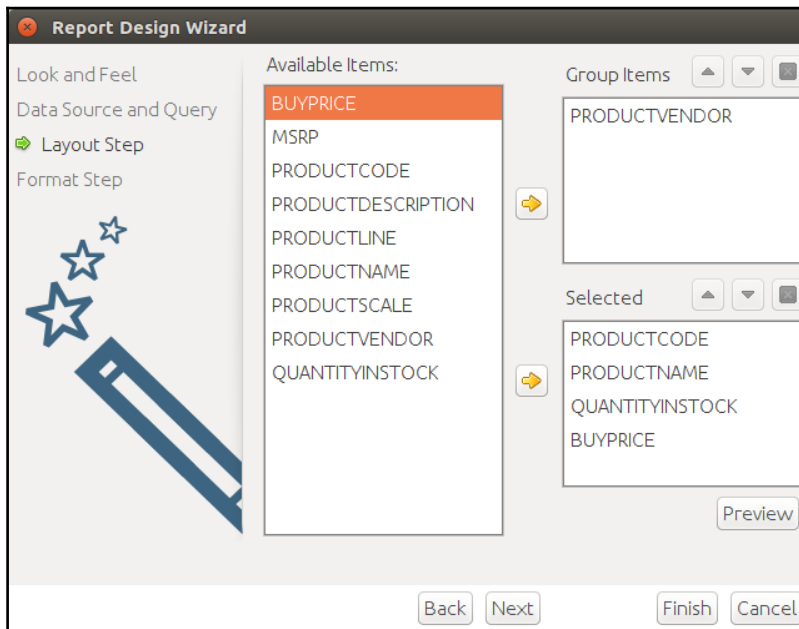 Report Design Wizard
Look and Feel
Data Source and Query
Layout Step
Format Step
Available Items:
BUYPRICE
MSRP
PRODUCTCODE
PRODUCTDESCRIPTION
PRODUCTLINE
PRODUCTNAME
PRODUCTSCALE
PRODUCTVENDOR
QUANTITYINSTOCK
Group Items
PRODUCTVENDOR
Selected
PRODUCTCODE
PRODUCTNAME
QUANTITYINSTOCK
BUYPRICE
Preview
Back Next Finish Cancel